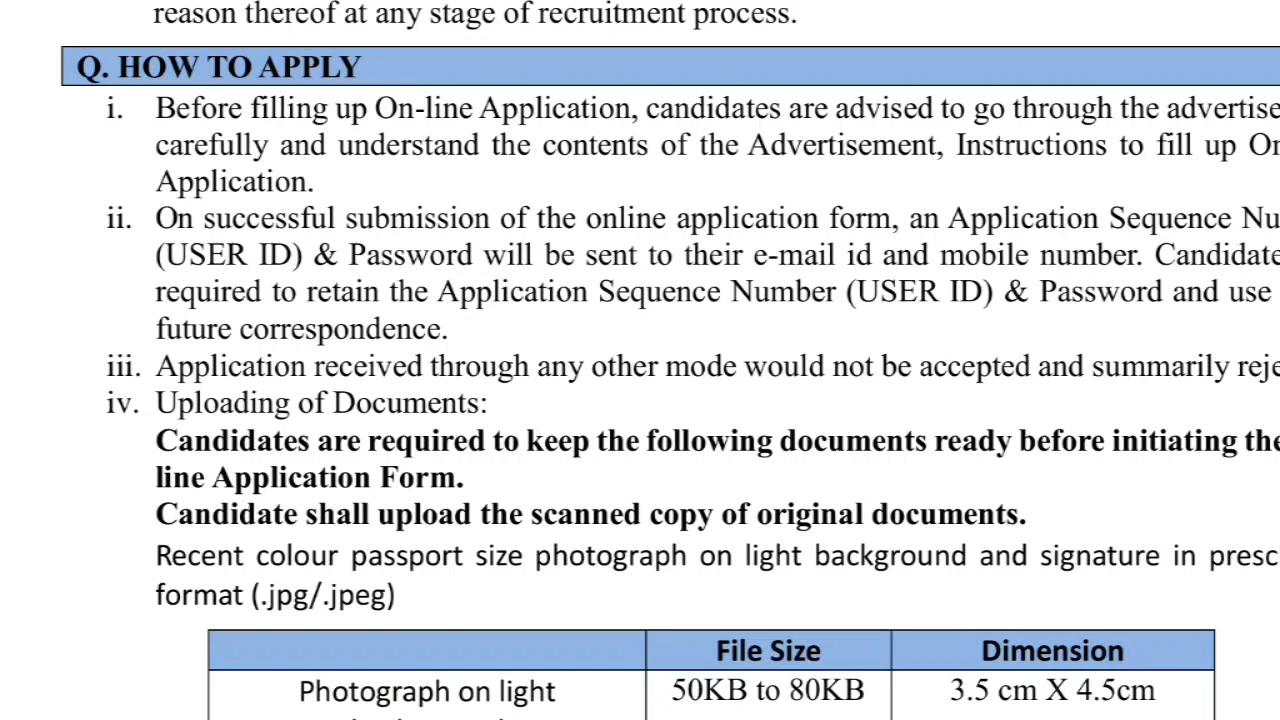 reason thereof at any stage of recruitment process.
Q. HOW TO APPLY
i. Before filling up On-line Application, candidates are advised to go through the
carefully and understand the contents of the Advertisement, Instructions to fill up
Application.
ii. On successful submission of the online application form, an Application Sequence
(USER ID) & Password will be sent to their e-mail id and mobile number.
required to retain the Application Sequence Number (USER ID) & Password and use
future correspondence.
iii. Application received through any other mode would not be accepted and summarily
iv. Uploading of Documents:
Candidates are required to keep the following documents ready before initiating the
line Application Form.
Candidate shall upload the scanned copy of original documents.
Recent colour passport size photograph on light background and signature in
format (.jpg/.jpeg)
File Size Dimension
Photograph on light 50KB to 80KB 3.5 cm X 4.5cm